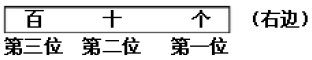 百 十 个 (右边)
第三位 第二位 第一位